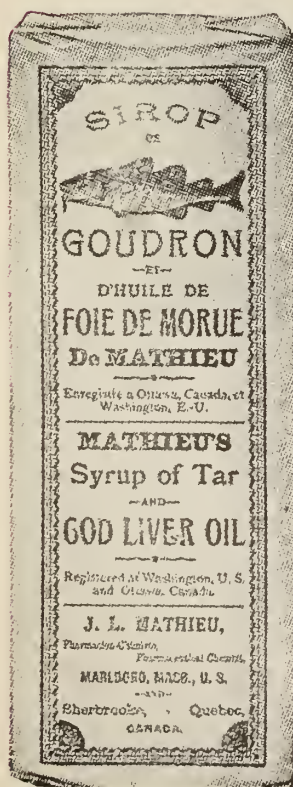 SIROP
DE
GOUDRON
—ET—
D'HUILE DE
FOIE DE MORUE
De MATHIEU
Enregistré a Ottawa, Canada, et
Washington, E.-U.
MATHIEU'S
Syrup of Tar
—AND—
COD LIVER OIL
Registered at Washington, U. S.
and Ottawa, Canada.
J. L. MATHIEU,
Pharmacien-Chimiste,
Pharmaceutical Chemist,
MARLBORO, MASS., U. S.
—AND—
Sherbrooke, - Quebec,
CANADA.